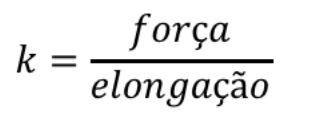 k = força / elongação